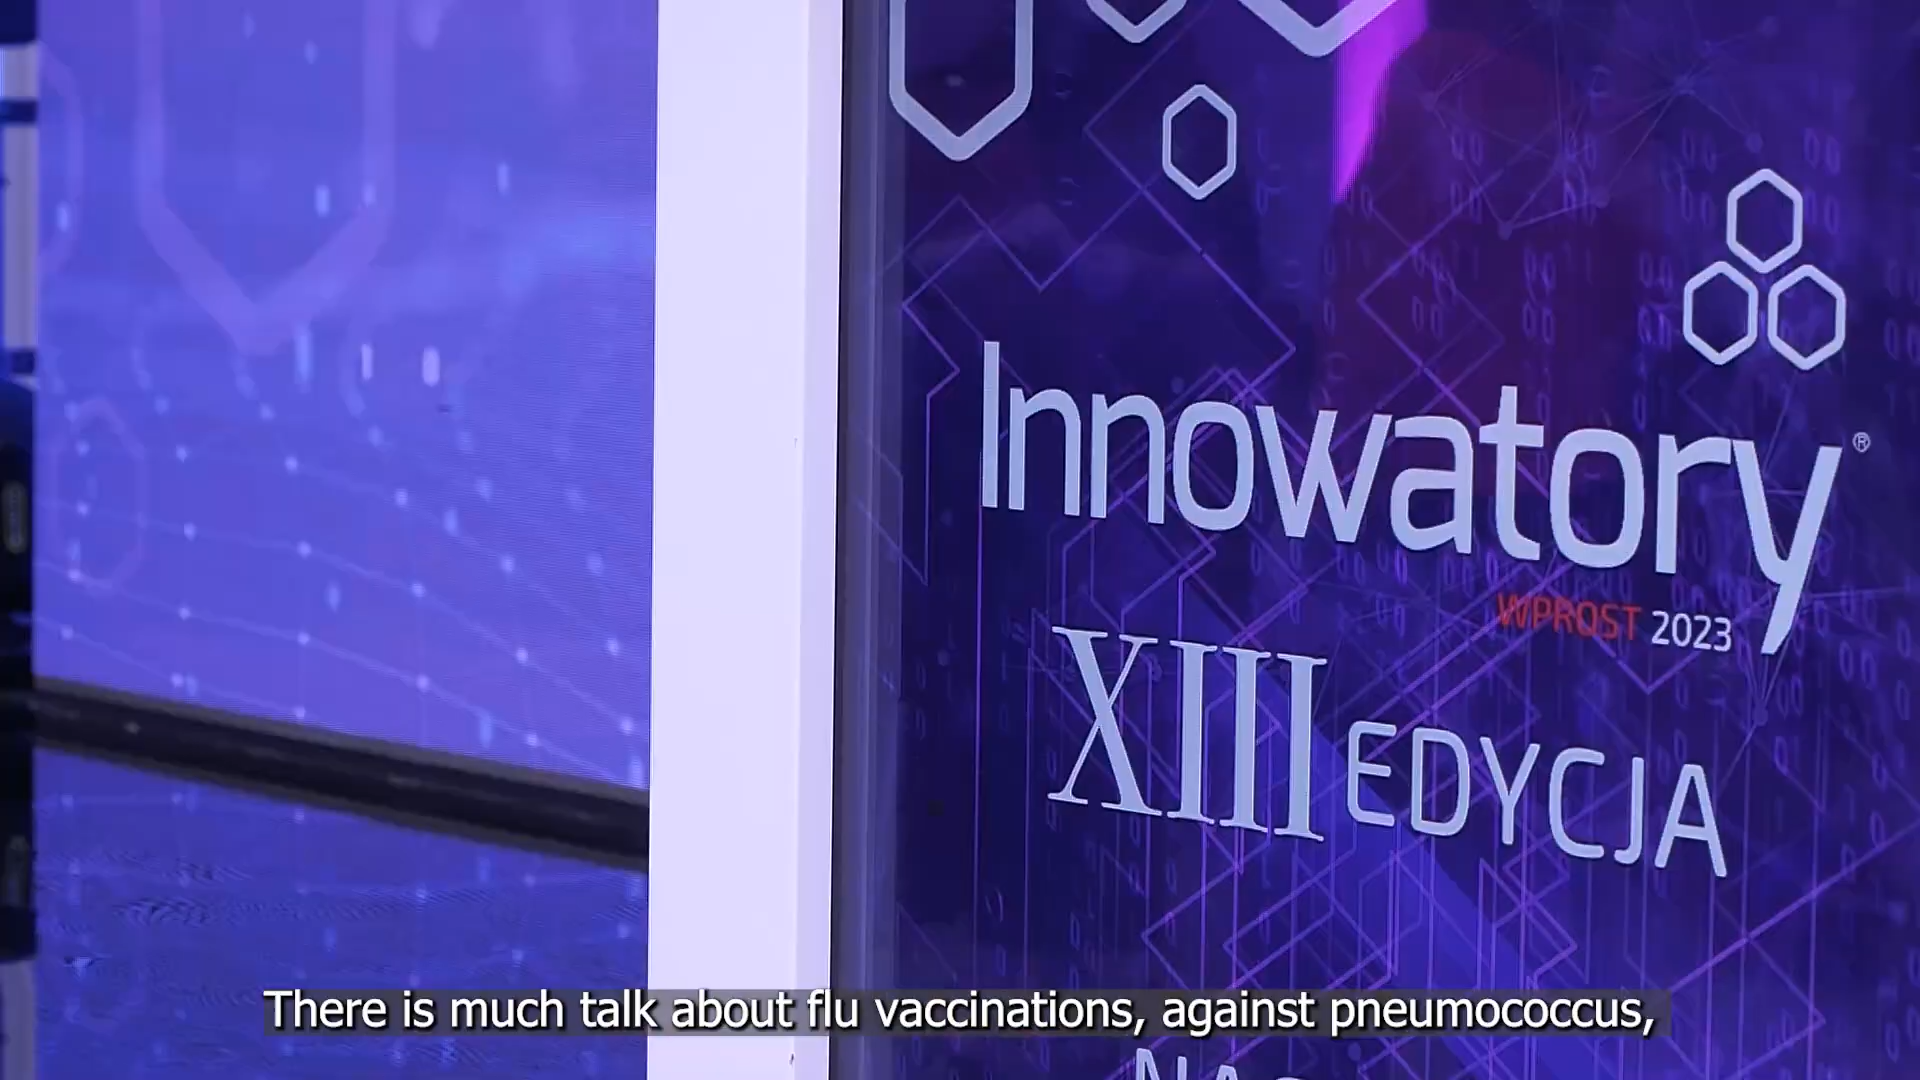 Innowatory®
WPROST 2023
XIII EDYCJA
There is much talk about flu vaccinations, against pneumococcus,